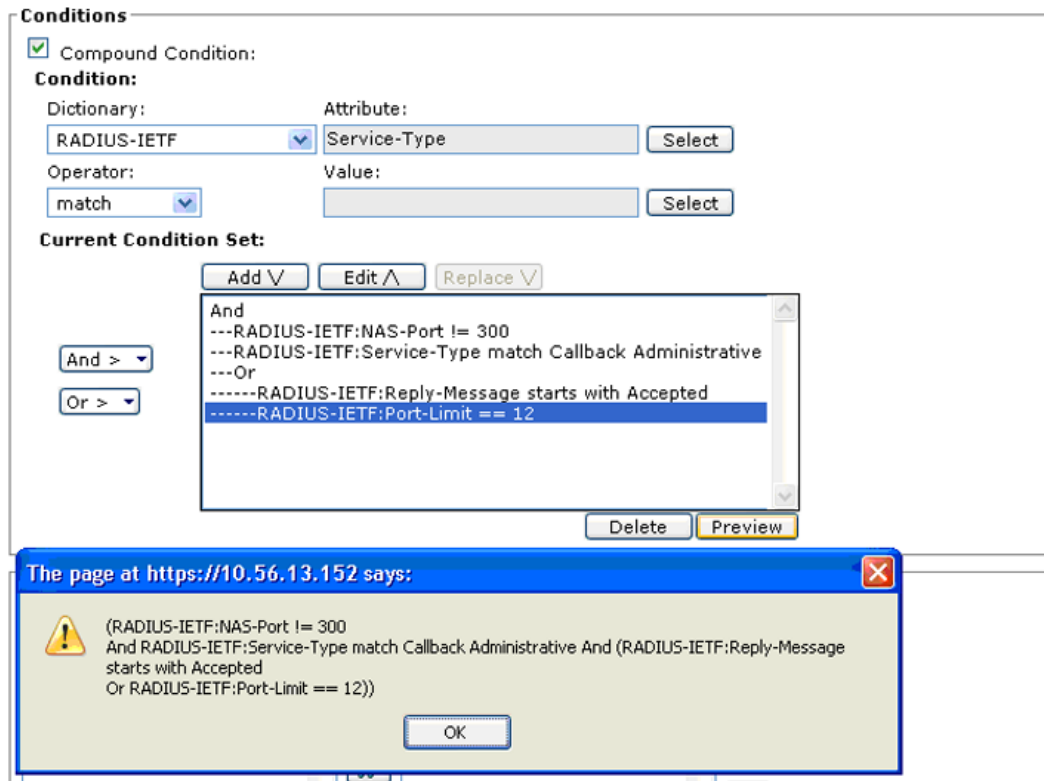 Conditions
Compound Condition:
Condition:
Dictionary:
Attribute:
RADIUS-IETF
Service-Type
Select
Operator:
Value:
match
Select
Current Condition Set:
Add \/
Edit /\
Replace \/
And
---RADIUS-IETF:NAS-Port != 300
---RADIUS-IETF:Service-Type match Callback Administrative
---Or
------RADIUS-IETF:Reply-Message starts with Accepted
------RADIUS-IETF:Port-Limit == 12
And >
Or >
Delete
Preview
The page at https://10.56.13.152 says:
(RADIUS-IETF:NAS-Port != 300
And RADIUS-IETF:Service-Type match Callback Administrative And (RADIUS-IETF:Reply-Message
starts with Accepted
Or RADIUS-IETF:Port-Limit == 12))
OK